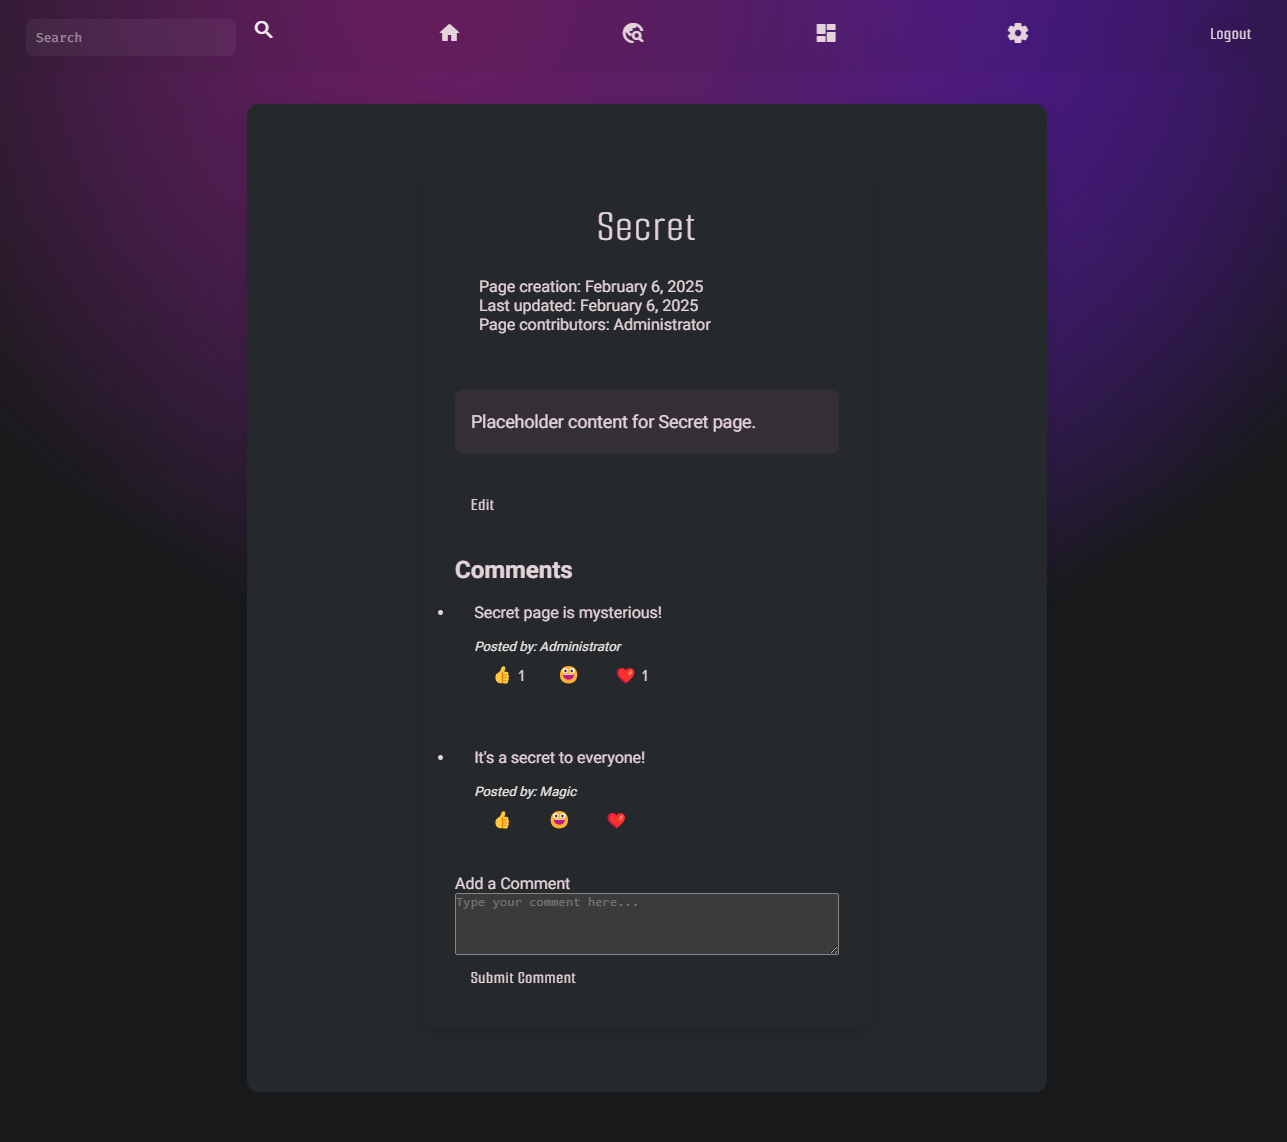 Search
Logout
Secret
Page creation: February 6, 2025
Last updated: February 6, 2025
Page contributors: Administrator
Placeholder content for Secret page.
Edit
Comments
Secret page is mysterious!
Posted by: Administrator
👍 1 😀 ❤️ 1
It's a secret to everyone!
Posted by: Magic
👍 😀 ❤️
Add a Comment
Type your comment here...
Submit Comment